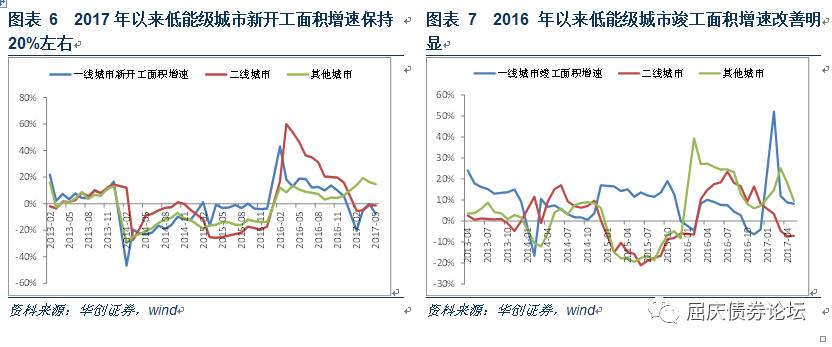 图表 6 2017 年以来低能级城市新开工面积增速保持
20%左右
一线城市新开工面积增速 二线城市 其他城市
80%
60%
40%
20%
0%
-20%
-40%
-60%
2013-02 2013-05 2013-08 2013-11 2014-02 2014-05 2014-08 2014-11 2015-02 2015-05 2015-08 2015-11 2016-02 2016-05 2016-08 2016-11 2017-02 2017-05
资料来源:华创证券,wind
图表 7 2016 年以来低能级城市竣工面积增速改善明
显
一线城市竣工面积增速 二线城市 其他城市
60%
50%
40%
30%
20%
10%
0%
-10%
-20%
-30%
2013-04 2013-07 2013-10 2014-01 2014-04 2014-07 2014-10 2015-01 2015-04 2015-07 2015-10 2016-01 2016-04 2016-07 2016-10 2017-01 2017-04
资料来源:华创证券,wind
屈庆债券论坛